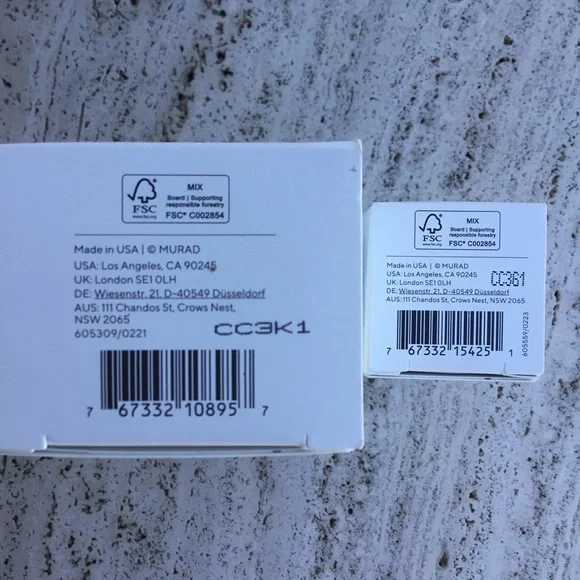 FSC
www.fsc.org
MIX
Board | Supporting
responsible forestry
FSC® C002854
Made in USA | © MURAD
USA: Los Angeles, CA 90245
UK: London SE1 0LH
DE: Wiesenstr. 21, D-40549 Düsseldorf
AUS: 111 Chandos St, Crows Nest,
NSW 2065
605309/0221
CC3K1
7 67332 10895 7
FSC
www.fsc.org
MIX
Board | Supporting
responsible forestry
FSC® C002854
Made in USA | © MURAD
USA: Los Angeles, CA 90245
UK: London SE1 0LH
DE: Wiesenstr. 21, D-40549 Düsseldorf
AUS: 111 Chandos St, Crows Nest,
NSW 2065
CC361
7 67332 15425 1
605559/0223